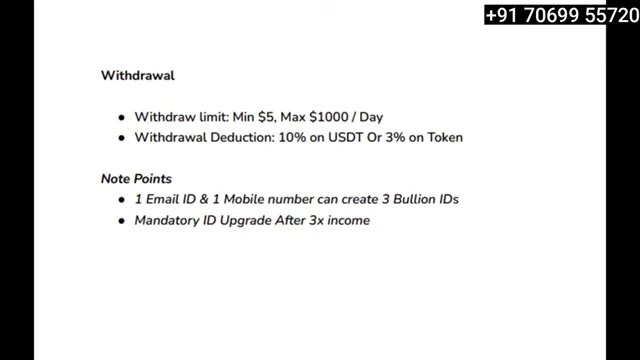 +91 70699 55720
Withdrawal
● Withdraw limit: Min $5, Max $1000 / Day
● Withdrawal Deduction: 10% on USDT Or 3% on Token
Note Points
● 1 Email ID & 1 Mobile number can create 3 Bullion IDs
● Mandatory ID Upgrade After 3x income